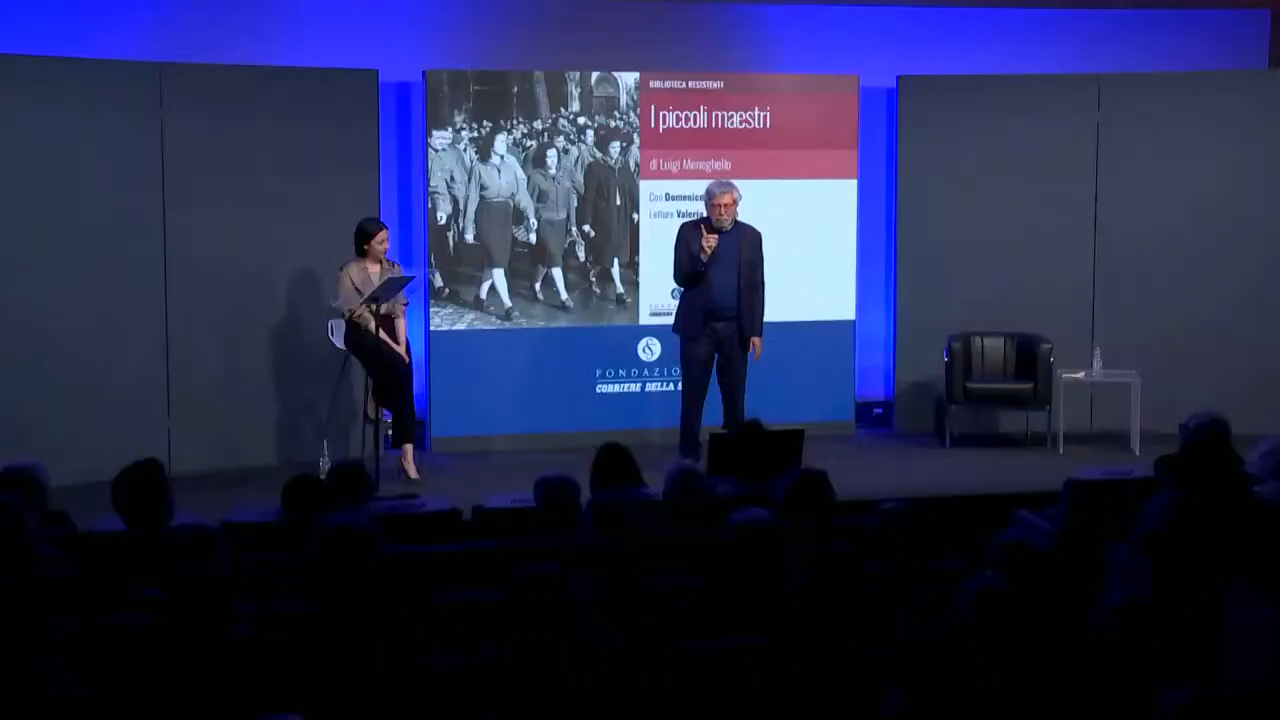 BIBLIOTECA RESISTENTE
I piccoli maestri
di Luigi Meneghello
Con Domenico
Letture Valeria
FONDAZIO
CORRIERE DELLA S